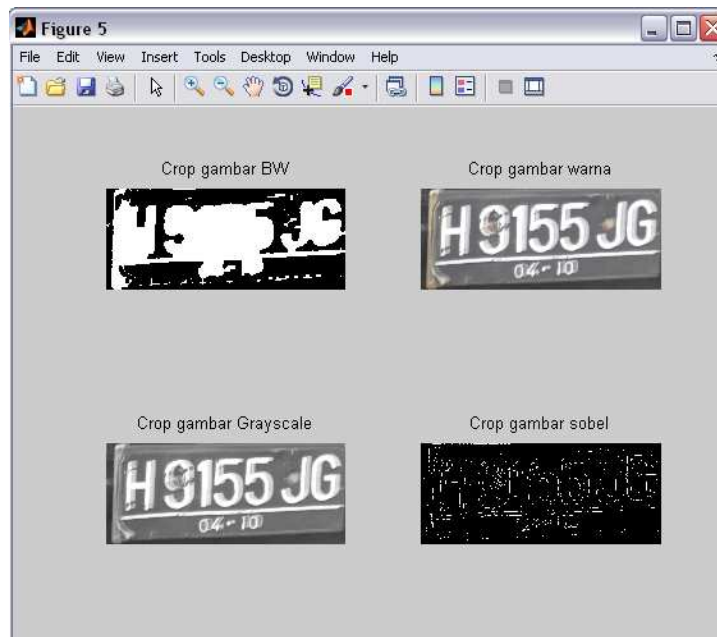 Figure 5
File Edit View Insert Tools Desktop Window Help
Crop gambar BW
Crop gambar warna
H 9155 JG
04-10
Crop gambar Grayscale
Crop gambar sobel
H 9155 JG
04-10